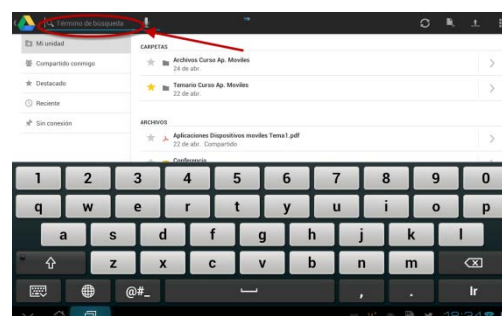 Término de búsqueda
Mi unidad
Compartido conmigo
Destacado
Reciente
Sin conexión
CARPETAS
Archivos Curso Ap. Moviles
24 de abr.
Temario Curso Ap. Moviles
22 de abr.
ARCHIVOS
Aplicaciones Dispositivos moviles Tema1.pdf
22 de abr. Compartido
Conferencia
1 2 3 4 5 6 7 8 9 0
q w e r t y u i o p
a s d f g h j k l
z x c v b n m
@#_ , . Ir
18:34